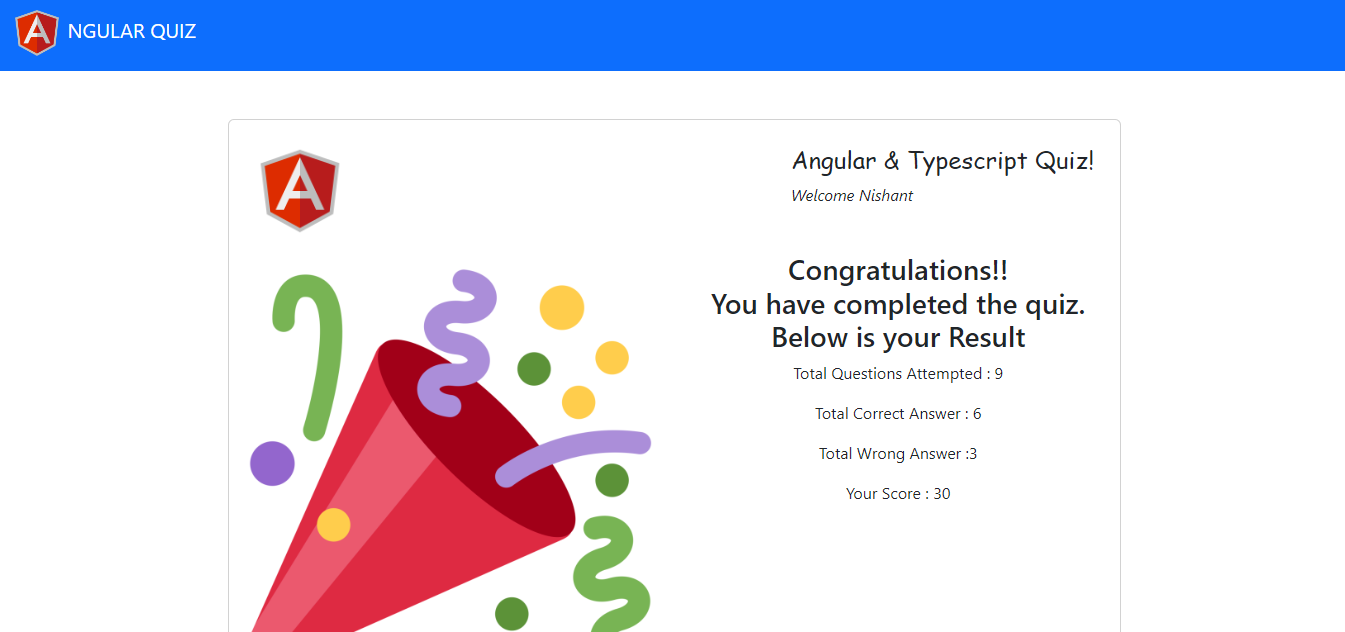 NGULAR QUIZ
Angular & Typescript Quiz!
Welcome Nishant
Congratulations!!
You have completed the quiz.
Below is your Result
Total Questions Attempted : 9
Total Correct Answer : 6
Total Wrong Answer :3
Your Score : 30